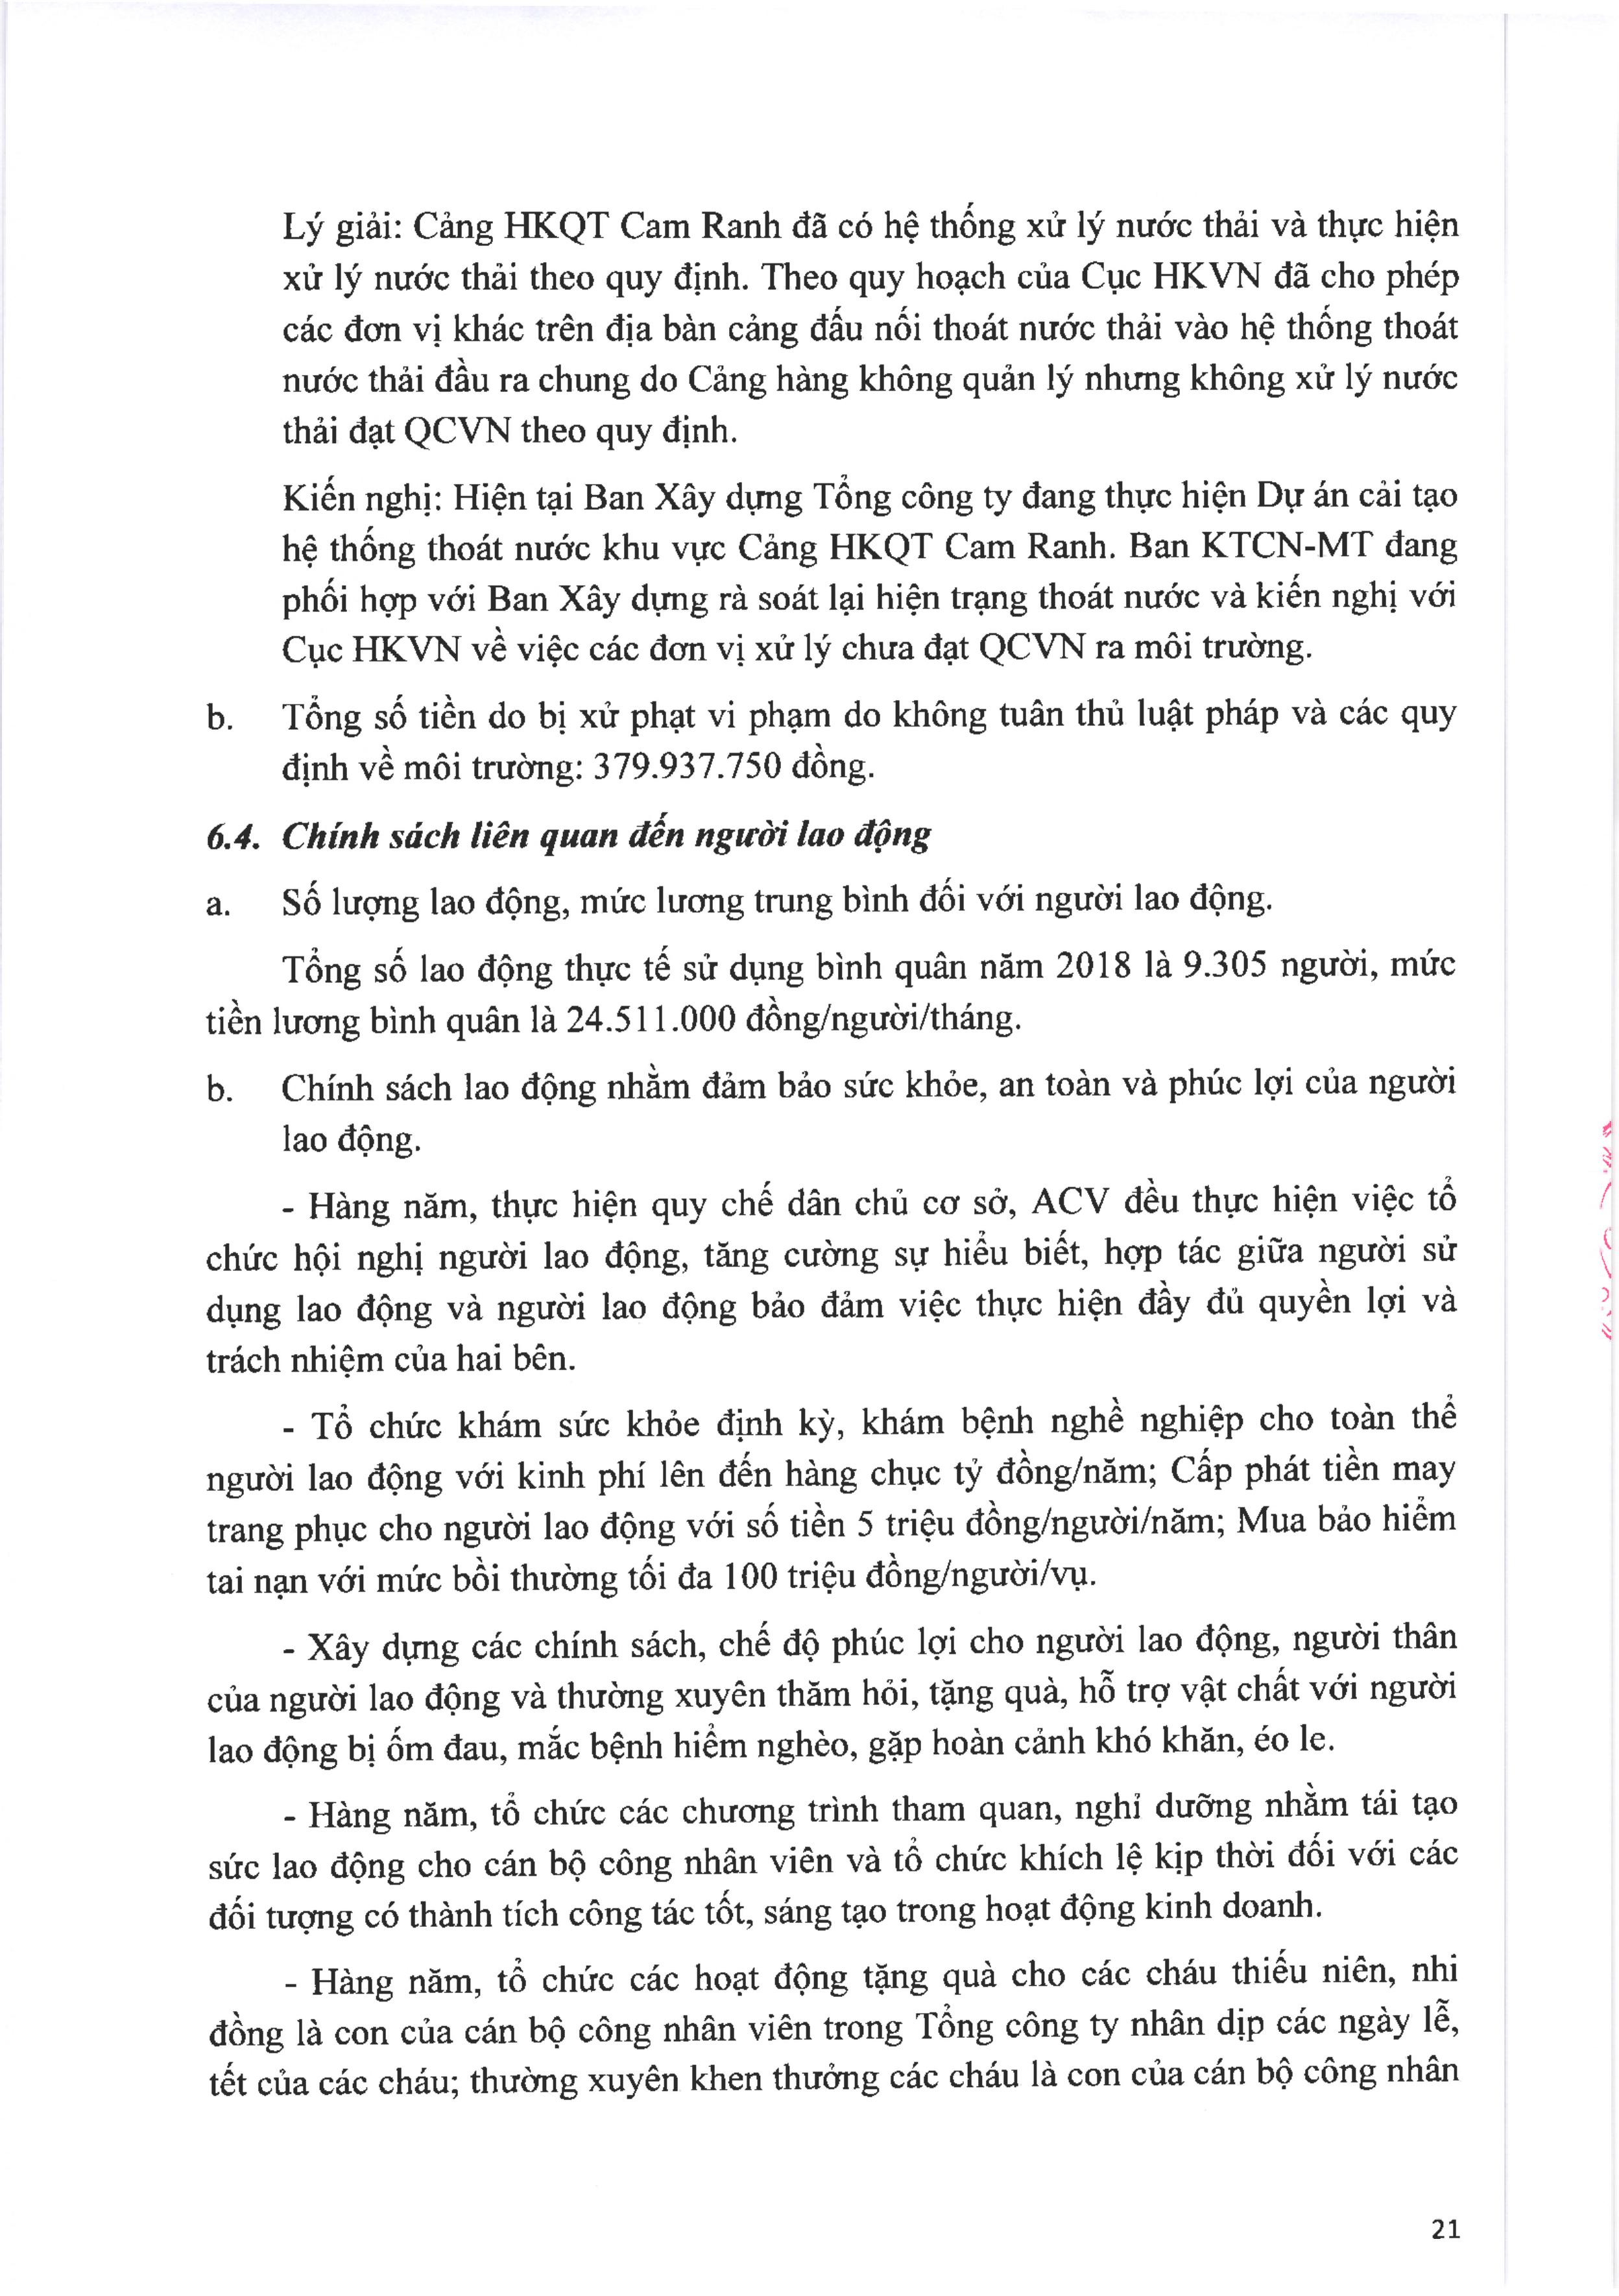 Lý giải: Cảng HKQT Cam Ranh đã có hệ thống xử lý nước thải và thực hiện
xử lý nước thải theo quy định. Theo quy hoạch của Cục HKVN đã cho phép
các đơn vị khác trên địa bàn cảng đấu nối thoát nước thải vào hệ thống thoát
nước thải đầu ra chung do Cảng hàng không quản lý nhưng không xử lý nước
thải đạt QCVN theo quy định.
Kiến nghị: Hiện tại Ban Xây dựng Tổng công ty đang thực hiện Dự án cải tạo
hệ thống thoát nước khu vực Cảng HKQT Cam Ranh. Ban KTCN-MT đang
phối hợp với Ban Xây dựng rà soát lại hiện trạng thoát nước và kiến nghị với
Cục HKVN về việc các đơn vị xử lý chưa đạt QCVN ra môi trường.
b. Tổng số tiền do bị xử phạt vi phạm do không tuân thủ luật pháp và các quy
định về môi trường: 379.937.750 đồng.
6.4. Chính sách liên quan đến người lao động
a. Số lượng lao động, mức lương trung bình đối với người lao động.
Tổng số lao động thực tế sử dụng bình quân năm 2018 là 9.305 người, mức
tiền lương bình quân là 24.511.000 đồng/người/tháng.
b. Chính sách lao động nhằm đảm bảo sức khỏe, an toàn và phúc lợi của người
lao động.
- Hàng năm, thực hiện quy chế dân chủ cơ sở, ACV đều thực hiện việc tổ
chức hội nghị người lao động, tăng cường sự hiểu biết, hợp tác giữa người sử
dụng lao động và người lao động bảo đảm việc thực hiện đầy đủ quyền lợi và
trách nhiệm của hai bên.
- Tổ chức khám sức khỏe định kỳ, khám bệnh nghề nghiệp cho toàn thể
người lao động với kinh phí lên đến hàng chục tỷ đồng/năm; Cấp phát tiền may
trang phục cho người lao động với số tiền 5 triệu đồng/người/năm; Mua bảo hiểm
tai nạn với mức bồi thường tối đa 100 triệu đồng/người/vụ.
- Xây dựng các chính sách, chế độ phúc lợi cho người lao động, người thân
của người lao động và thường xuyên thăm hỏi, tặng quà, hỗ trợ vật chất với người
lao động bị ốm đau, mắc bệnh hiểm nghèo, gặp hoàn cảnh khó khăn, éo le.
- Hàng năm, tổ chức các chương trình tham quan, nghỉ dưỡng nhằm tái tạo
sức lao động cho cán bộ công nhân viên và tổ chức khích lệ kịp thời đối với các
đối tượng có thành tích công tác tốt, sáng tạo trong hoạt động kinh doanh.
- Hàng năm, tổ chức các hoạt động tặng quà cho các cháu thiếu niên, nhi
đồng là con của cán bộ công nhân viên trong Tổng công ty nhân dịp các ngày lễ,
tết của các cháu; thường xuyên khen thưởng các cháu là con của cán bộ công nhân
21